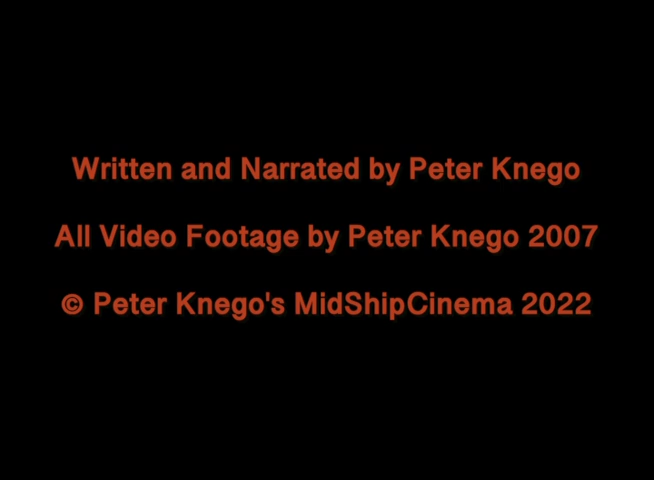 Written and Narrated by Peter Knego
All Video Footage by Peter Knego 2007
© Peter Knego's MidShipCinema 2022